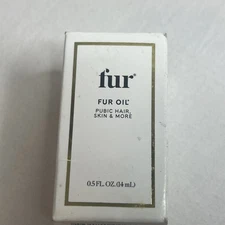 fur®
FUR OIL®
PUBIC HAIR,
SKIN & MORE
0.5 FL. OZ. (14 mL)